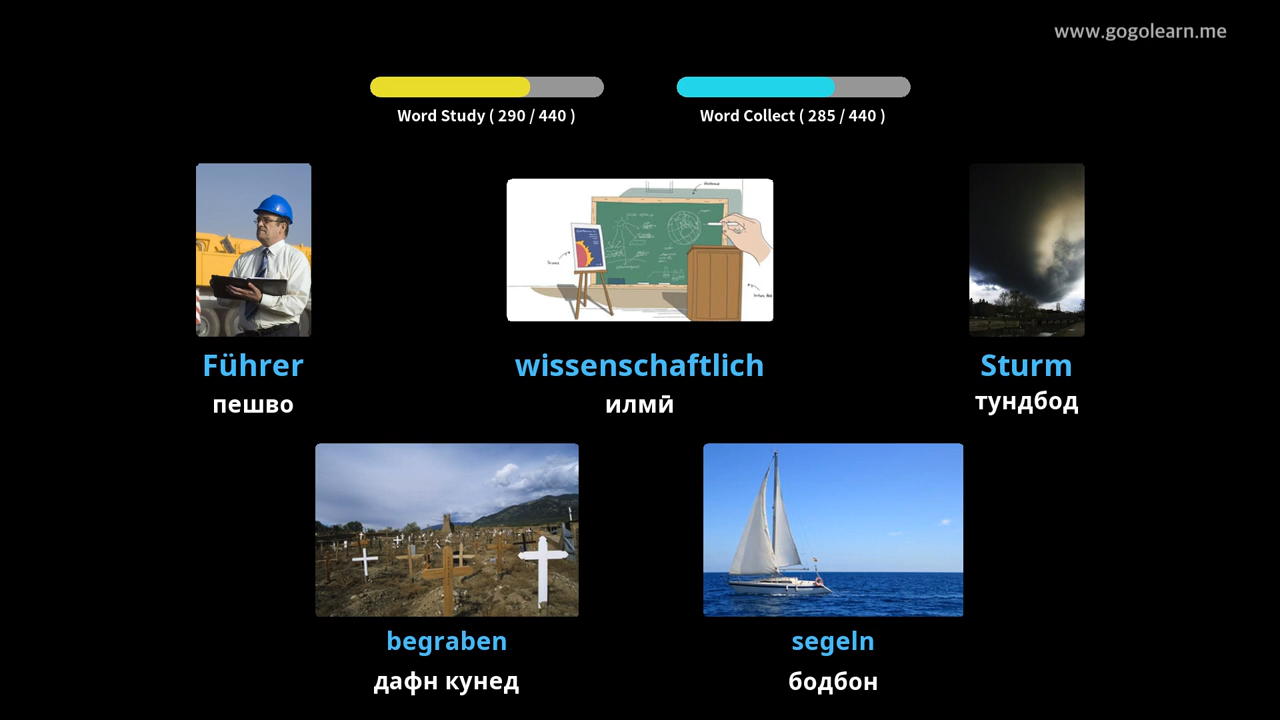 www.gogolearn.me
Word Study ( 290 / 440 )
Word Collect ( 285 / 440 )
Führer
wissenschaftlich
Sturm
пешво
илмӣ
тундбод
begraben
segeln
дафн кунед
бодбон